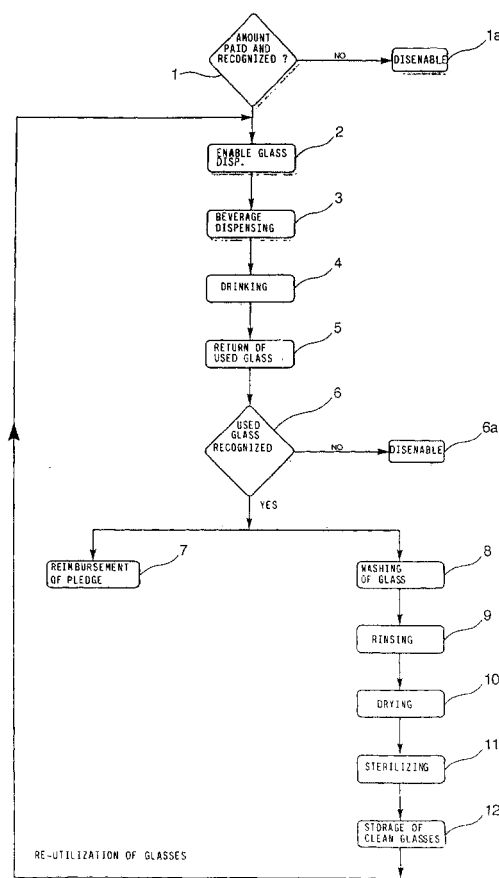 AMOUNT
PAID AND
RECOGNIZED ?
1
NO
DISENABLE
1a
ENABLE GLASS
DISP.
2
BEVERAGE
DISPENSING
3
DRINKING
4
RETURN OF
USED GLASS
5
USED
GLASS
RECOGNIZED
6
NO
DISENABLE
6a
YES
REIMBURSEMENT
OF PLEDGE
7
WASHING
OF GLASS
8
RINSING
9
DRYING
10
STERILIZING
11
STORAGE OF
CLEAN GLASSES
12
RE-UTILIZATION OF GLASSES